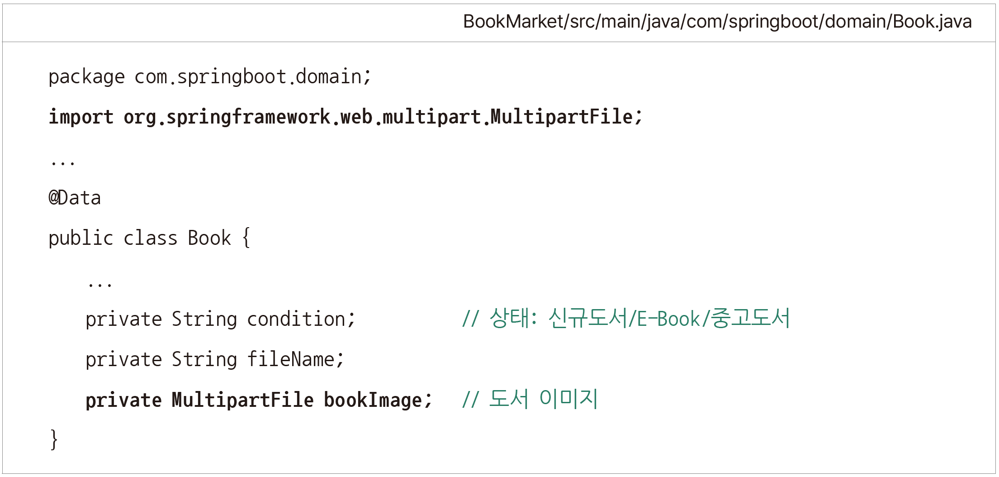 BookMarket/src/main/java/com/springboot/domain/Book.java
package com.springboot.domain;
import org.springframework.web.multipart.MultipartFile;
...
@Data
public class Book {
...
private String condition; // 상태: 신규도서/E-Book/중고도서
private String fileName;
private MultipartFile bookImage; // 도서 이미지
}